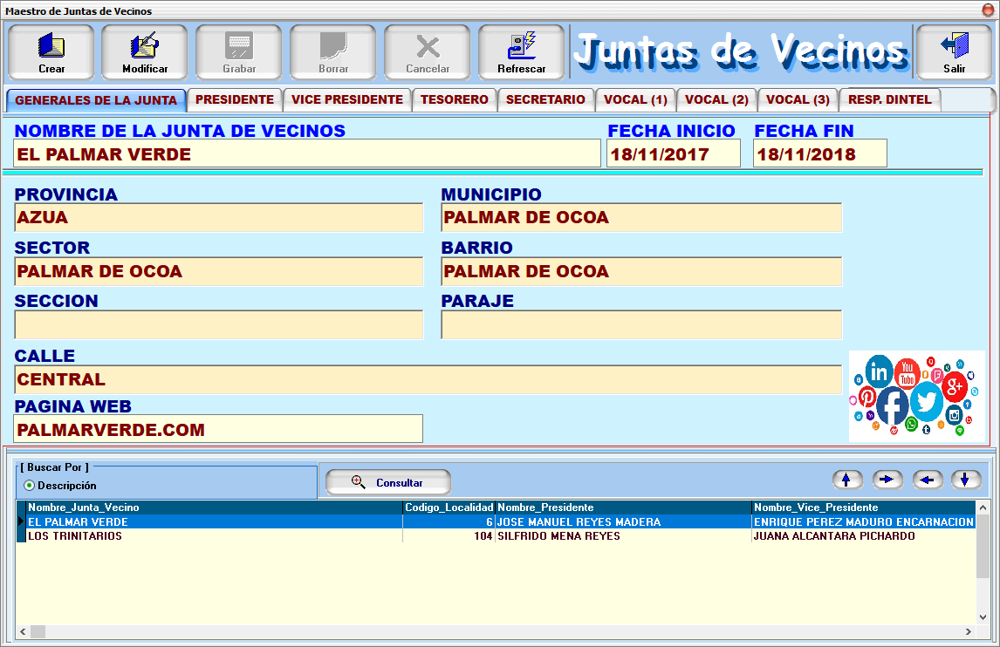 Maestro de Juntas de Vecinos
Crear Modificar Grabar Borrar Cancelar Refrescar Juntas de Vecinos Salir
GENERALES DE LA JUNTA PRESIDENTE VICE PRESIDENTE TESORERO SECRETARIO VOCAL (1) VOCAL (2) VOCAL (3) RESP. DINTEL
NOMBRE DE LA JUNTA DE VECINOS FECHA INICIO FECHA FIN
EL PALMAR VERDE 18/11/2017 18/11/2018
PROVINCIA MUNICIPIO
AZUA PALMAR DE OCOA
SECTOR BARRIO
PALMAR DE OCOA PALMAR DE OCOA
SECCION PARAJE
CALLE
CENTRAL
in You Tube g+ f
PAGINA WEB
PALMARVERDE.COM
[ Buscar Por ]
Descripción Consultar
Nombre_Junta_Vecino Codigo_Localidad Nombre_Presidente Nombre_Vice_Presidente
EL PALMAR VERDE 6 JOSE MANUEL REYES MADERA ENRIQUE PEREZ MADURO ENCARNACION
LOS TRINITARIOS 104 SILFRIDO MENA REYES JUANA ALCANTARA PICHARDO